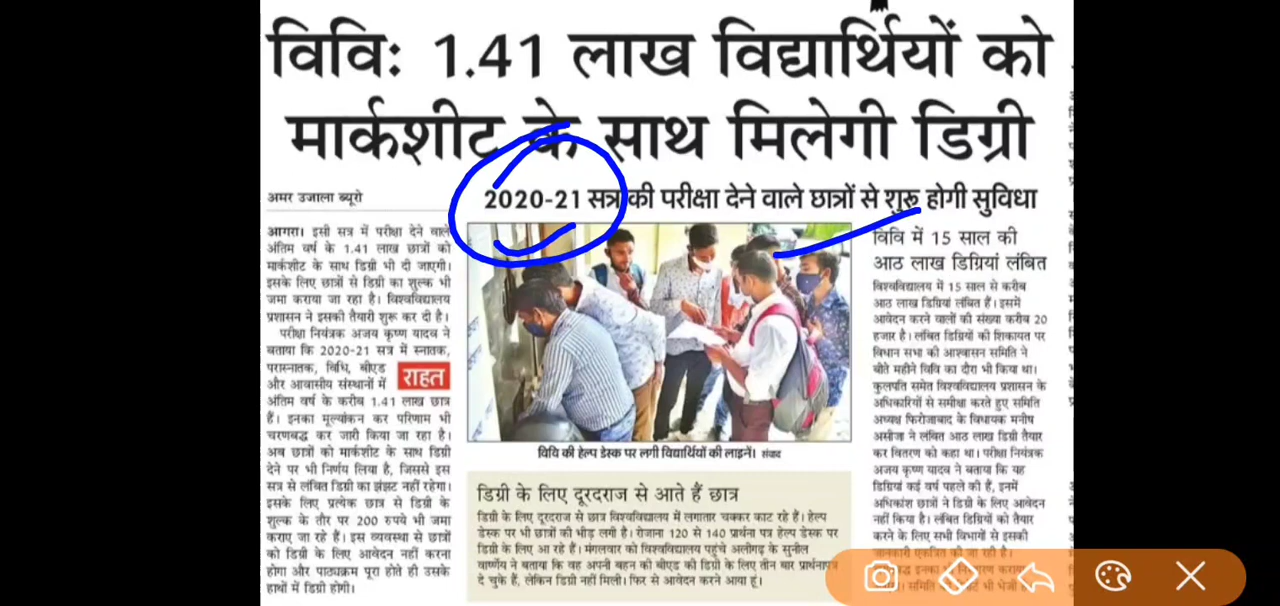 विविः 1.41 लाख विद्यार्थियों को
मार्कशीट के साथ मिलेगी डिग्री
अमर उजाला ब्यूरो
2020-21 सत्र की परीक्षा देने वाले छात्रों से शुरू होगी सुविधा
आगरा। इसी सत्र में परीक्षा देने वाले
अंतिम वर्ष के 1.41 लाख छात्रों को
मार्कशीट के साथ डिग्री भी दी जाएगी।
इसके लिए छात्रों से डिग्री का शुल्क भी
जमा कराया जा रहा है। विश्वविद्यालय
प्रशासन ने इसकी तैयारी शुरू कर दी है।
परीक्षा नियंत्रक अजय कृष्ण यादव ने
बताया कि 2020-21 सत्र में स्नातक,
परास्नातक, विधि, बीएड
और आवासीय संस्थानों में
राहत
अंतिम वर्ष के करीब 1.41 लाख छात्र
हैं। इनका मूल्यांकन कर परिणाम भी
चरणबद्ध कर जारी किया जा रहा है।
अब छात्रों को मार्कशीट के साथ डिग्री
देने पर भी निर्णय लिया है, जिससे इस
सत्र से लंबित डिग्री का झंझट नहीं रहेगा।
इसके लिए प्रत्येक छात्र से डिग्री के
शुल्क के तौर पर 200 रुपये भी जमा
कराए जा रहे हैं। इस व्यवस्था से छात्रों
को डिग्री के लिए आवेदन नहीं करना
होगा और पाठ्यक्रम पूरा होते ही उसके
हाथों में डिग्री होगी।
विवि की हेल्प डेस्क पर लगी विद्यार्थियों की लाइनें। संवाद
डिग्री के लिए दूरदराज से आते हैं छात्र
डिग्री के लिए दूरदराज से छात्र विश्वविद्यालय में लगातार चक्कर काट रहे हैं। हेल्प
डेस्क पर भी छात्रों की भीड़ लगी है। रोजाना 120 से 140 प्रार्थना पत्र हेल्प डेस्क पर
डिग्री के लिए आ रहे हैं। मंगलवार को विश्वविद्यालय पहुंचे अलीगढ़ के सुनील
वार्ष्णेय ने बताया कि वह अपनी बहन की बीएड की डिग्री के लिए तीन बार प्रार्थनापत्र
दे चुके हैं, लेकिन डिग्री नहीं मिली। फिर से आवेदन करने आया हूं।
विवि में 15 साल की
आठ लाख डिग्रियां लंबित
विश्वविद्यालय में 15 साल से करीब
आठ लाख डिग्रियां लंबित हैं। इसमें
आवेदन करने वालों की संख्या करीब 20
हजार है। लंबित डिग्रियों की शिकायत पर
विधान सभा की आश्वासन समिति ने
बीते महीने विवि का दौरा भी किया था।
कुलपति समेत विश्वविद्यालय प्रशासन के
अधिकारियों से समीक्षा करते हुए समिति
अध्यक्ष फिरोजाबाद के विधायक मनीष
असीजा ने लंबित आठ लाख डिग्री तैयार
कर वितरण को कहा था। परीक्षा नियंत्रक
अजय कृष्ण यादव ने बताया कि यह
डिग्रियां कई वर्ष पहले की हैं, इनमें
अधिकांश छात्रों ने डिग्री के लिए आवेदन
नहीं किया है। लंबित डिग्रियों को तैयार
करने के लिए सभी विभागों से इसकी
जानकारी एकत्रित की जा रही है।